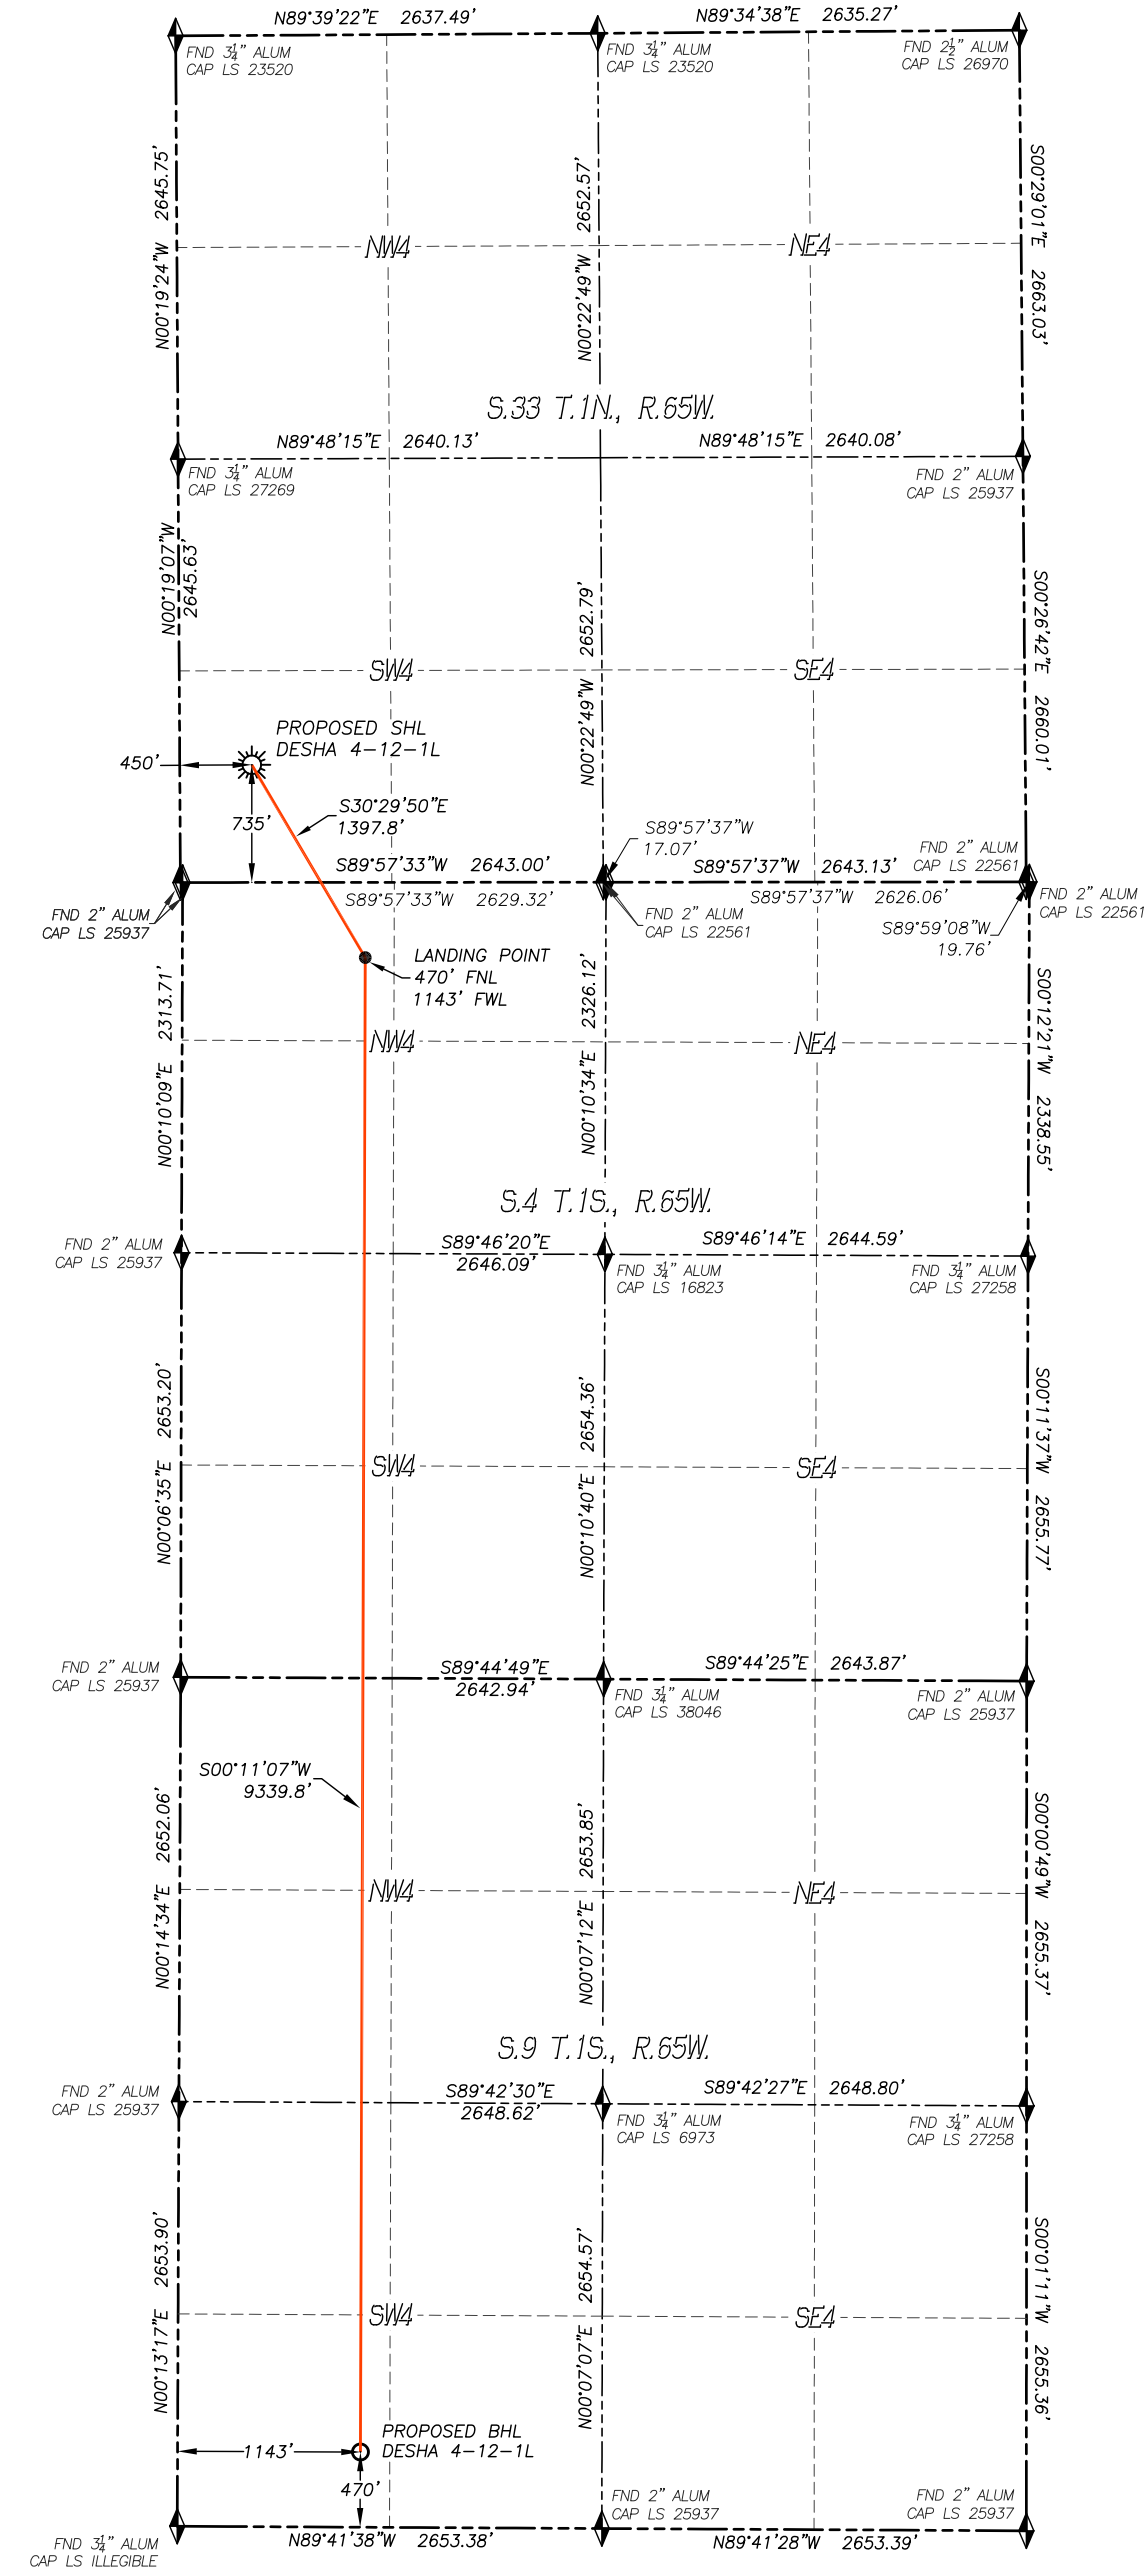 N89°39'22"E 2637.49'
N89°34'38"E 2635.27'
FND 3¼" ALUM
CAP LS 23520
FND 3¼" ALUM
CAP LS 23520
FND 2½" ALUM
CAP LS 26970
N00°19'24"W 2645.75'
N00°22'49"W 2652.57'
S00°29'01"E 2663.03'
NW4
NE4
S.33 T.1N., R.65W.
N89°48'15"E 2640.13'
N89°48'15"E 2640.08'
FND 3¼" ALUM
CAP LS 27269
FND 2" ALUM
CAP LS 25937
N00°19'07"W
2645.63'
N00°22'49"W 2652.79'
S00°26'42"E 2660.01'
SW4
SE4
PROPOSED SHL
DESHA 4-12-1L
450'
735'
S30°29'50"E
1397.8'
S89°57'37"W
17.07'
S89°57'33"W 2643.00'
S89°57'37"W 2643.13'
FND 2" ALUM
CAP LS 22561
S89°57'33"W 2629.32'
S89°57'37"W 2626.06'
FND 2" ALUM
CAP LS 22561
FND 2" ALUM
CAP LS 25937
FND 2" ALUM
CAP LS 22561
S89°59'08"W
19.76'
LANDING POINT
470' FNL
1143' FWL
N00°10'09"E 2313.71'
N00°10'34"E 2326.12'
S00°12'21"W 2338.55'
NW4
NE4
S.4 T.1S., R.65W.
S89°46'20"E
2646.09'
S89°46'14"E 2644.59'
FND 2" ALUM
CAP LS 25937
FND 3¼" ALUM
CAP LS 16823
FND 3¼" ALUM
CAP LS 27258
N00°06'35"E 2653.20'
N00°10'40"E 2654.36'
S00°11'37"W 2655.77'
SW4
SE4
S89°44'49"E
2642.94'
S89°44'25"E 2643.87'
FND 2" ALUM
CAP LS 25937
FND 3¼" ALUM
CAP LS 38046
FND 2" ALUM
CAP LS 25937
S00°11'07"W
9339.8'
N00°14'34"E 2652.06'
N00°07'12"E 2653.85'
S00°00'49"W 2655.37'
NW4
NE4
S.9 T.1S., R.65W.
S89°42'30"E
2648.62'
S89°42'27"E 2648.80'
FND 2" ALUM
CAP LS 25937
FND 3¼" ALUM
CAP LS 6973
FND 3¼" ALUM
CAP LS 27258
N00°13'17"E 2653.90'
N00°07'07"E 2654.57'
S00°01'11"W 2655.36'
SW4
SE4
PROPOSED BHL
DESHA 4-12-1L
1143'
470'
FND 2" ALUM
CAP LS 25937
FND 2" ALUM
CAP LS 25937
N89°41'38"W 2653.38'
N89°41'28"W 2653.39'
FND 3¼" ALUM
CAP LS ILLEGIBLE